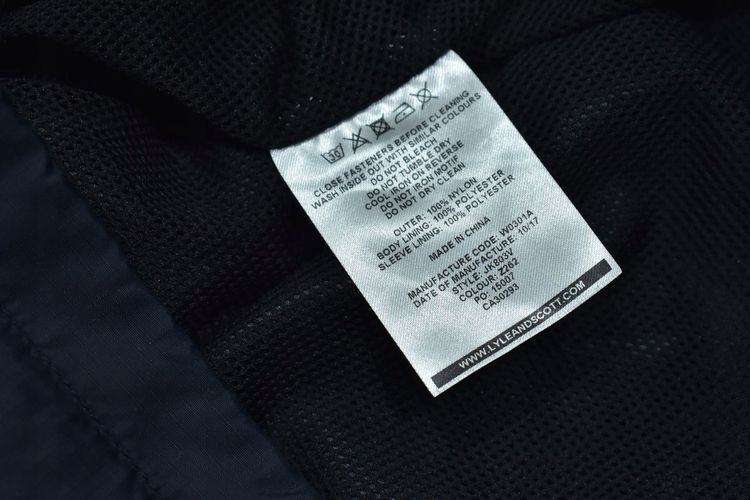 CLOSE FASTENERS BEFORE CLEANING
WASH INSIDE OUT WITH SIMILAR COLOURS
DO NOT BLEACH
DO NOT TUMBLE DRY
COOL IRON ON REVERSE
DO NOT IRON MOTIF
DO NOT DRY CLEAN
OUTER: 100% NYLON
BODY LINING: 100% POLYESTER
SLEEVE LINING: 100% POLYESTER
MADE IN CHINA
MANUFACTURE CODE: W0301A
DATE OF MANUFACTURE: 10/17
STYLE: JK803V
COLOUR: Z262
PO: 15007
CA30293
WWW.LYLEANDSCOTT.COM